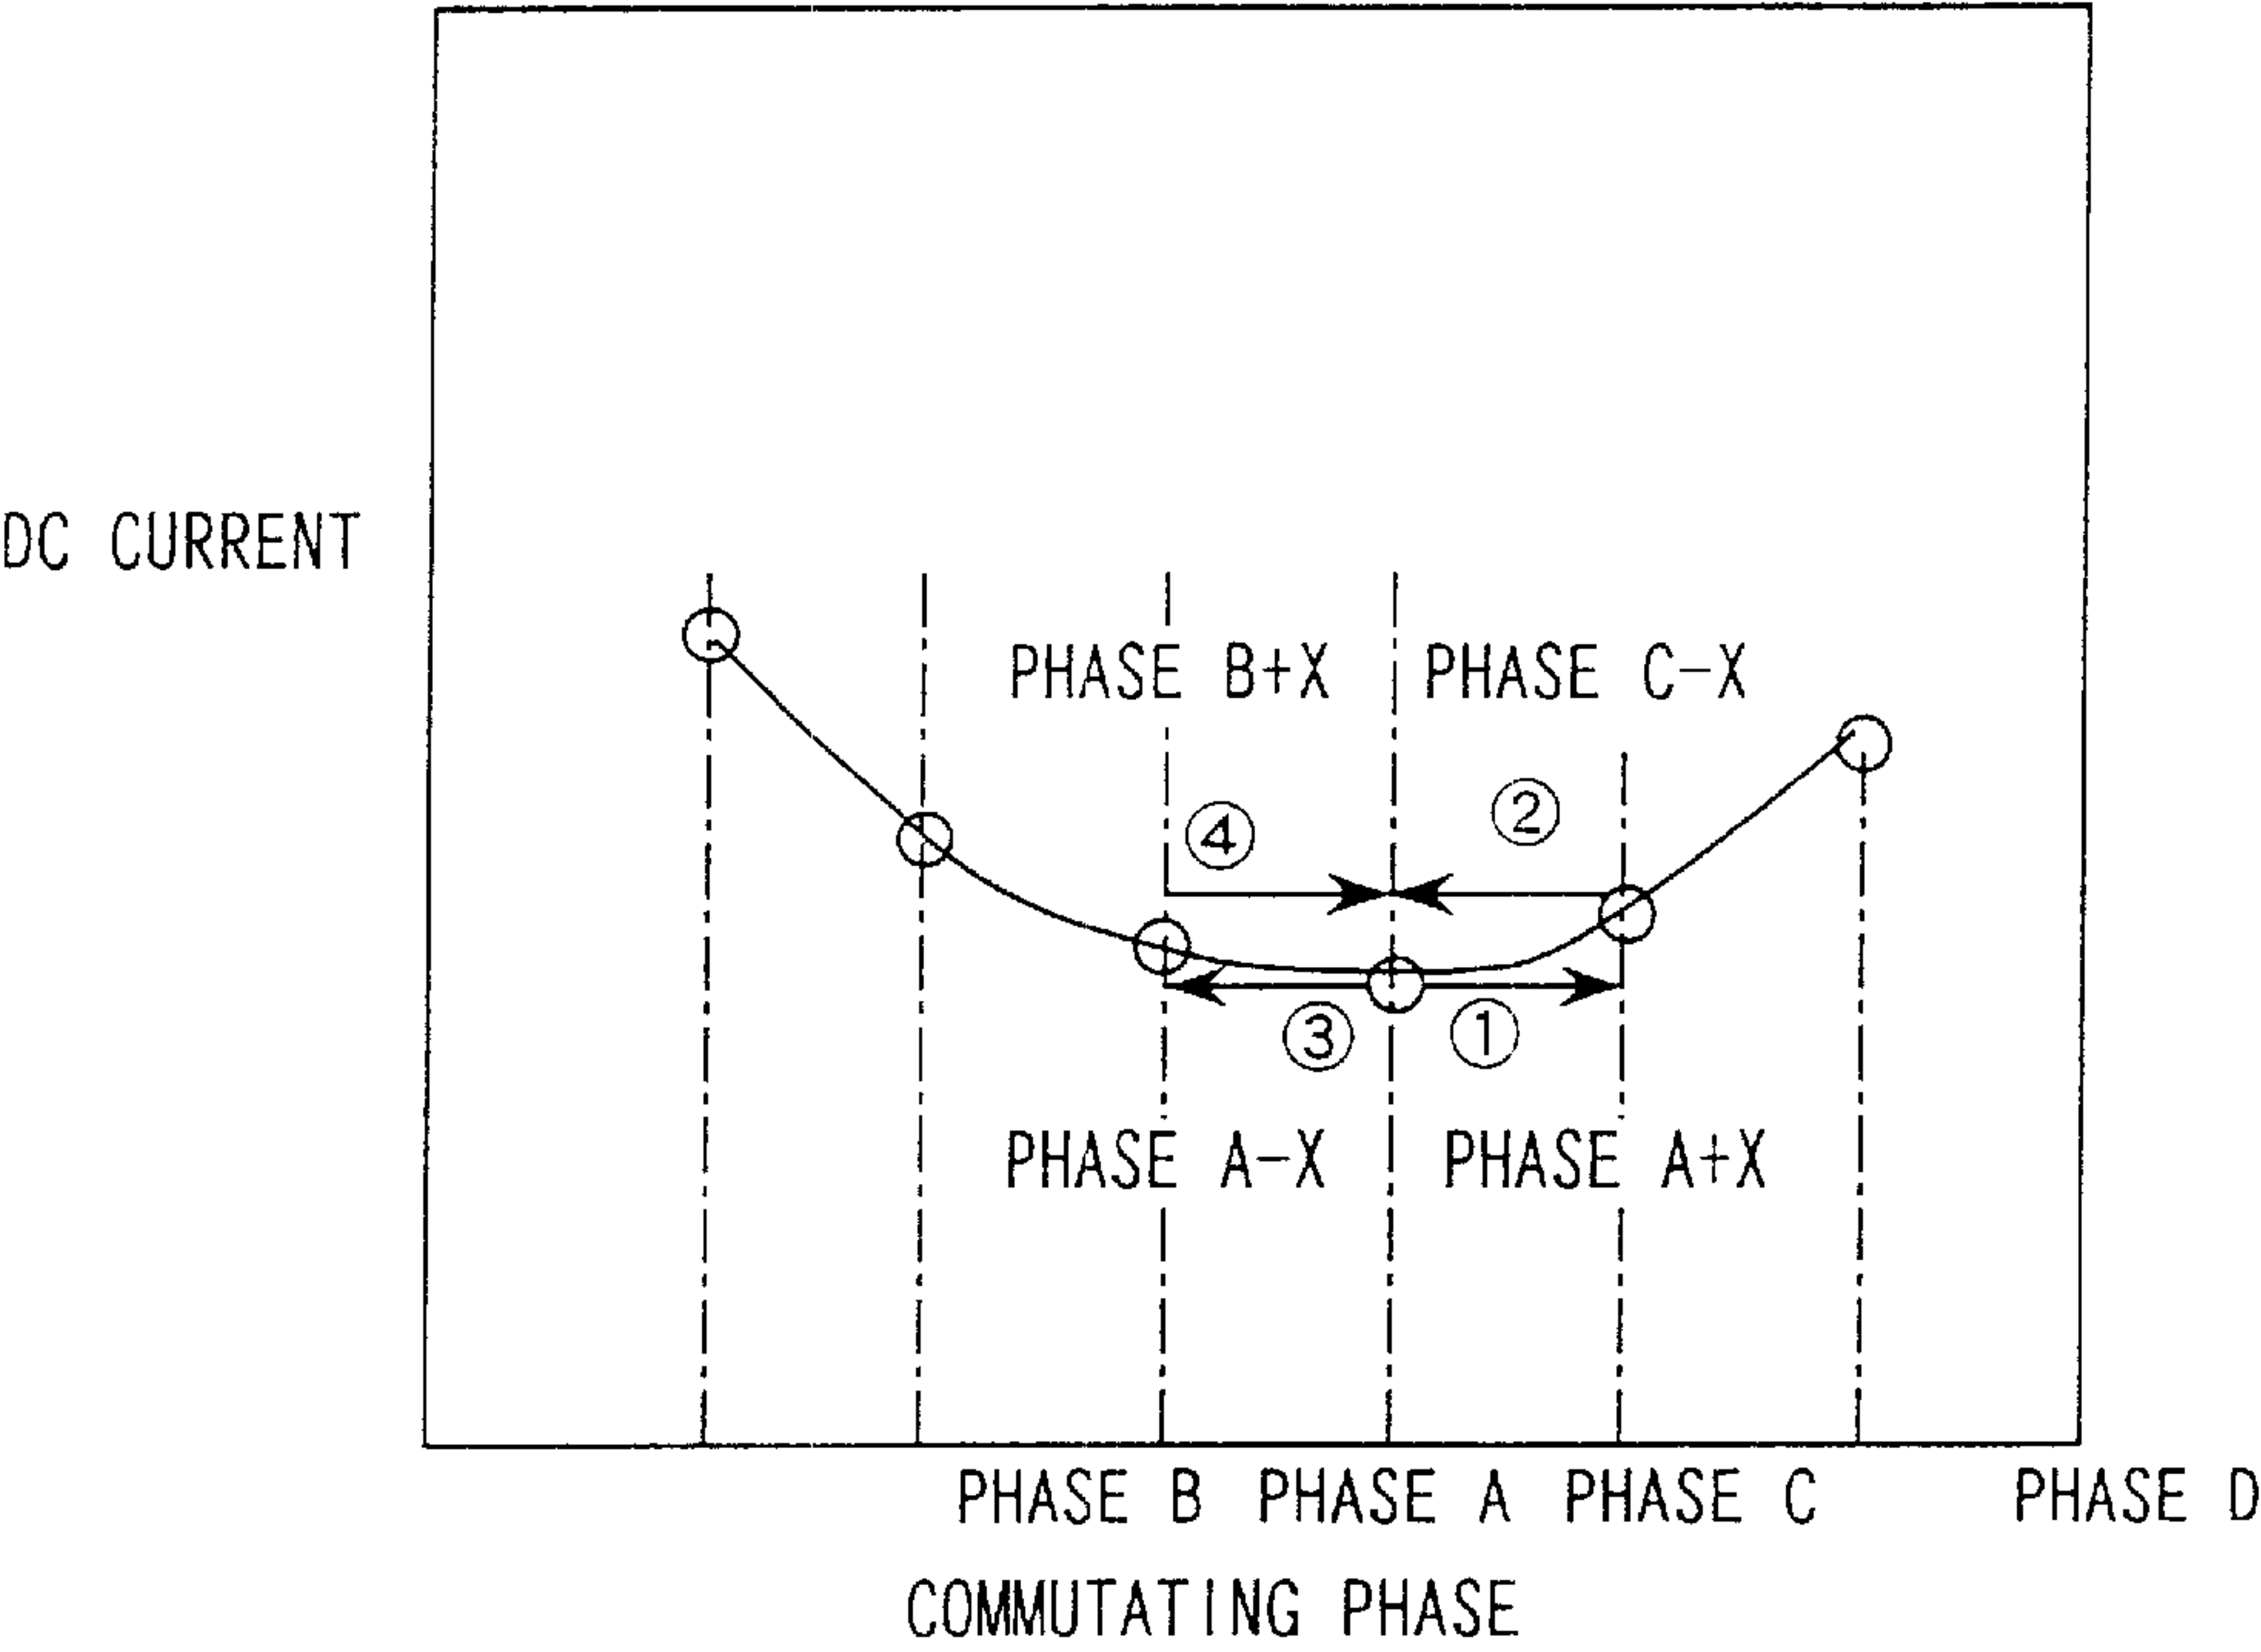 DC CURRENT
PHASE B+X PHASE C-X
④ ②
③ ①
PHASE A-X PHASE A+X
PHASE B PHASE A PHASE C PHASE D
COMMUTATING PHASE